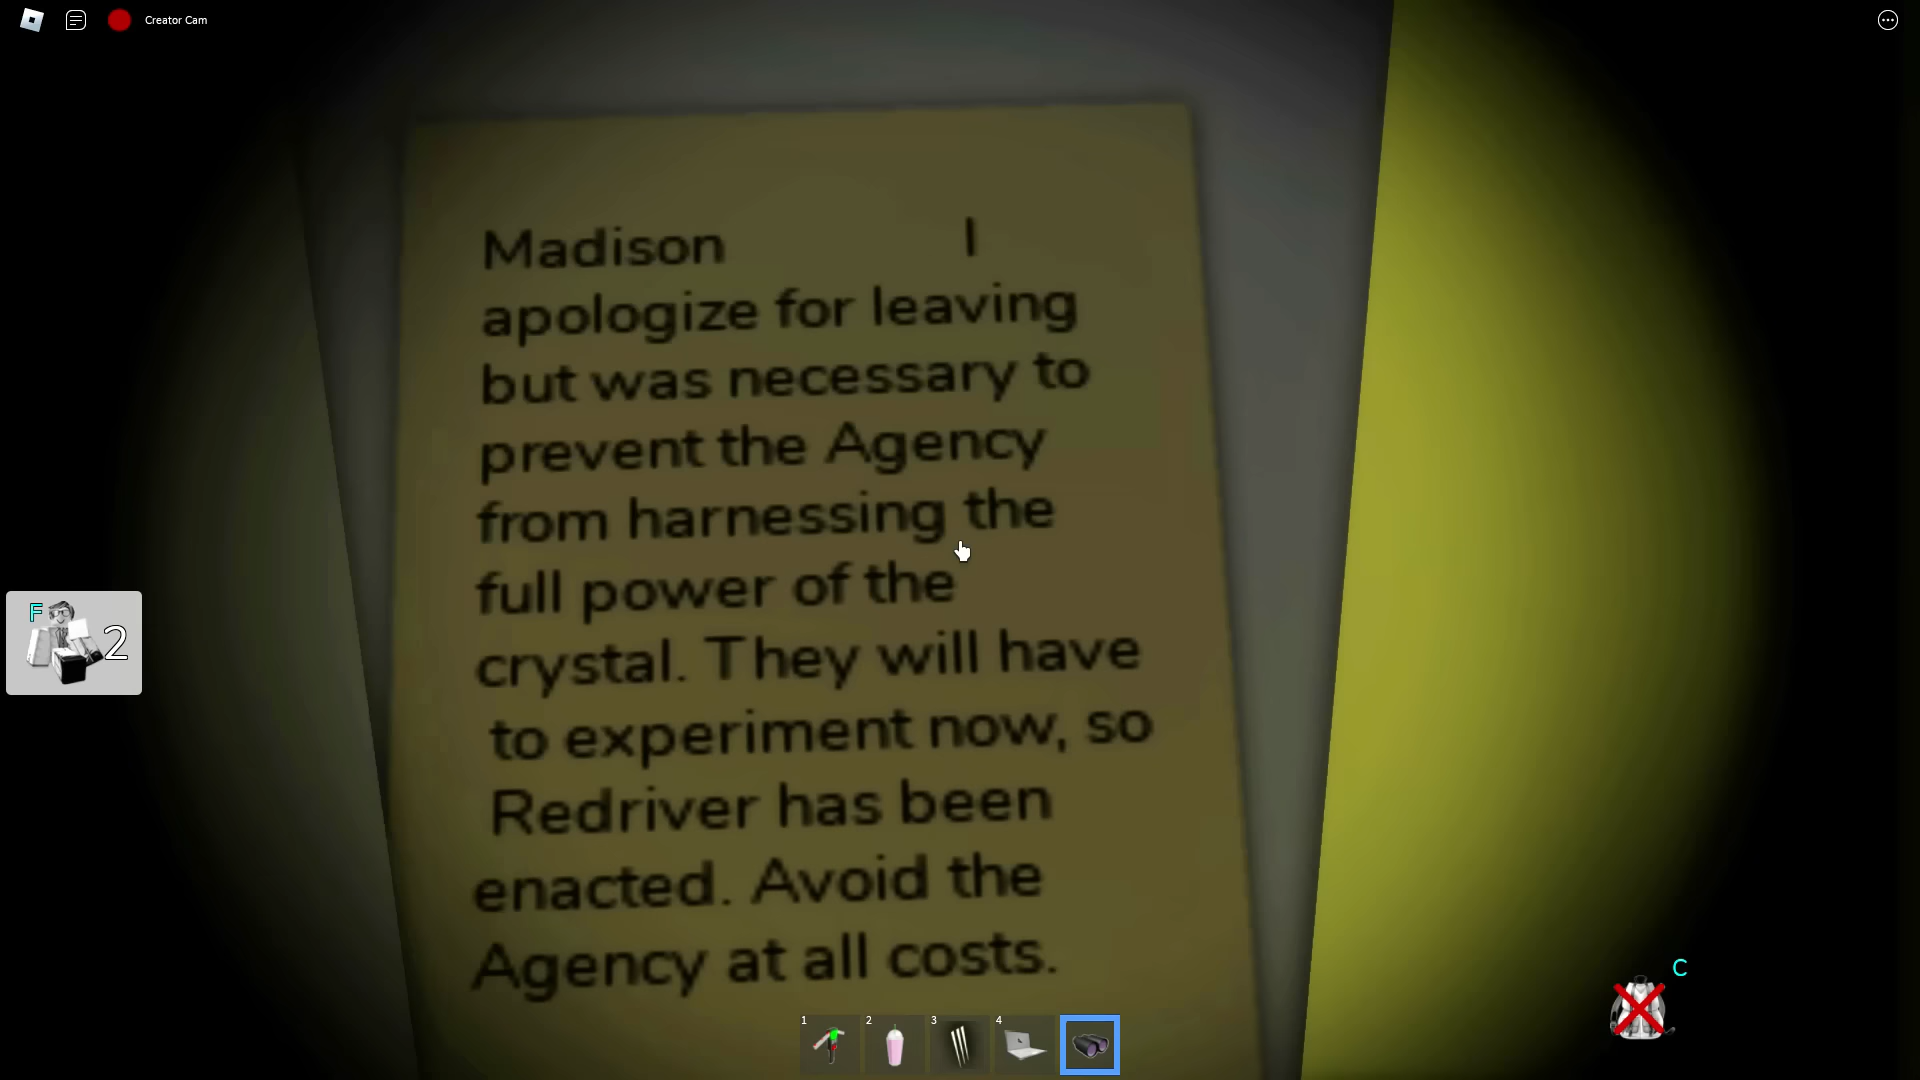 Creator Cam
Madison I
apologize for leaving
but was necessary to
prevent the Agency
from harnessing the
full power of the
crystal. They will have
to experiment now, so
Redriver has been
enacted. Avoid the
Agency at all costs.
F
2
C
1 2 3 4